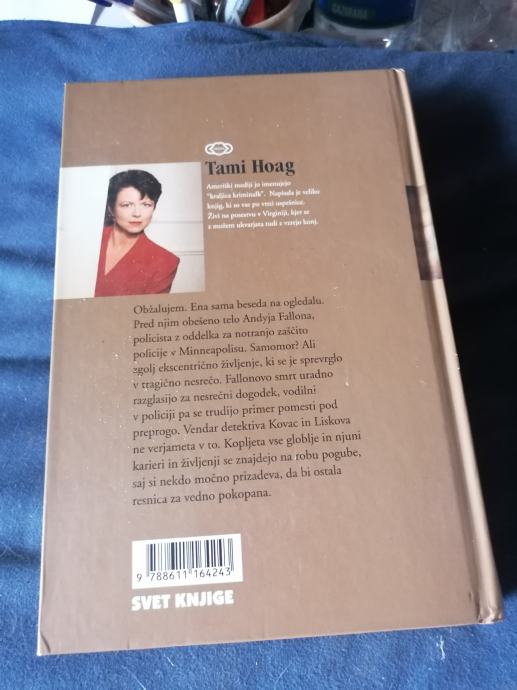 GAZIRANA
Tami Hoag
Ameriški mediji jo imenujejo
"kraljica kriminalk". Napisala je veliko
knjig, ki so vse po vrsti uspešnice.
Živi na posestvu v Virginiji, kjer se
z možem ukvarjata tudi z vzrejo konj.
Obžalujem. Ena sama beseda na ogledalu.
Pred njim obešeno telo Andyja Fallona,
policista z oddelka za notranjo zaščito
policije v Minneapolisu. Samomor? Ali
zgolj ekscentrično življenje, ki se je sprevrglo
v tragično nesrečo. Fallonovo smrt uradno
razglasijo za nesrečni dogodek, vodilni
v policiji pa se trudijo primer pomesti pod
preprogo. Vendar detektiva Kovac in Liskova
ne verjameta v to. Kopljeta vse globlje in njuni
karieri in življenji se znajdejo na robu pogube,
saj si nekdo močno prizadeva, da bi ostala
resnica za vedno pokopana.
9 788611 164243
SVET KNJIGE